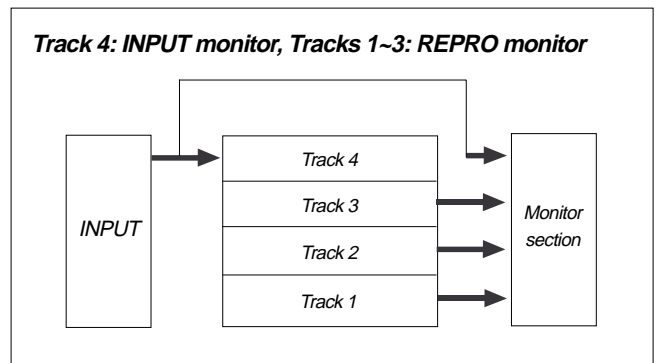 Track 4: INPUT monitor, Tracks 1~3: REPRO monitor
Track 4
Track 3
INPUT
Track 2
Monitor
section
Track 1